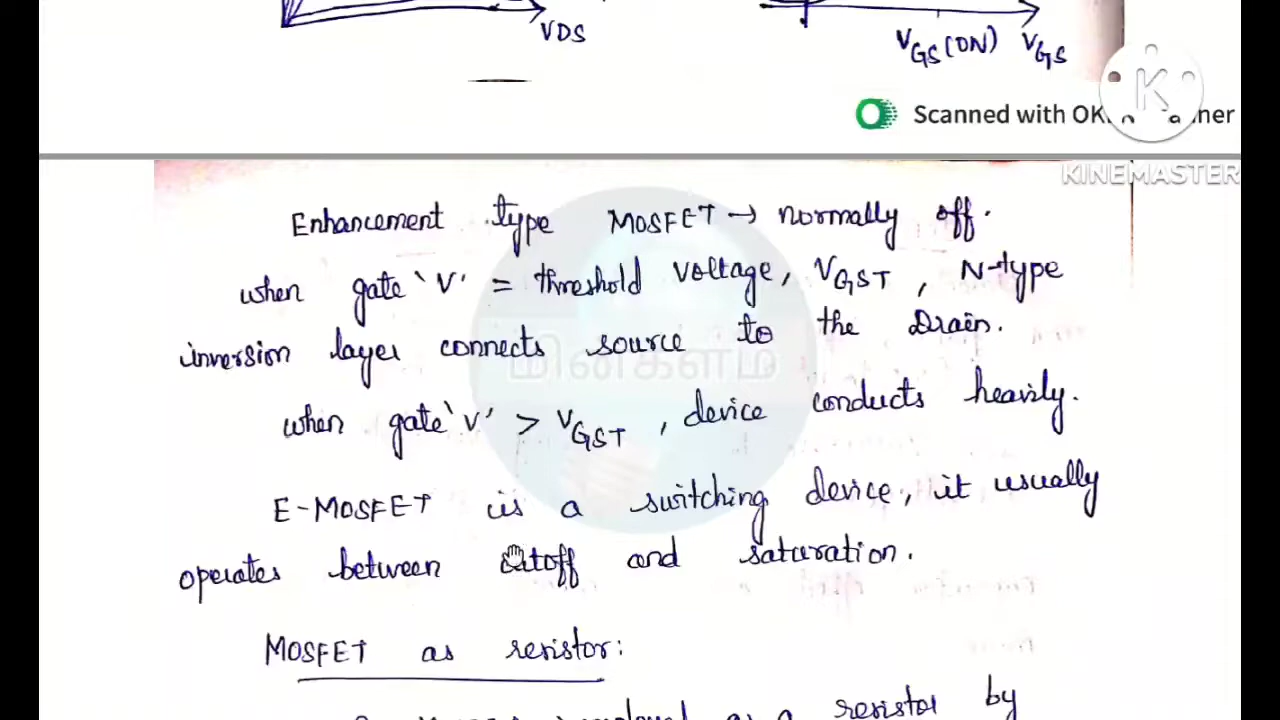 VDS
VGS(ON) VGS
Scanned with OK
KINEMASTER
Enhancement type MOSFET → normally off.
when gate 'V' = threshold voltage, VGST, N-type
inversion layer connects source to the Drain.
மின்களம்
when gate 'V' > VGST, device conducts heavily.
E-MOSFET is a switching device, it usually
operates between cutoff and saturation.
MOSFET as resistor:
as a resistor by